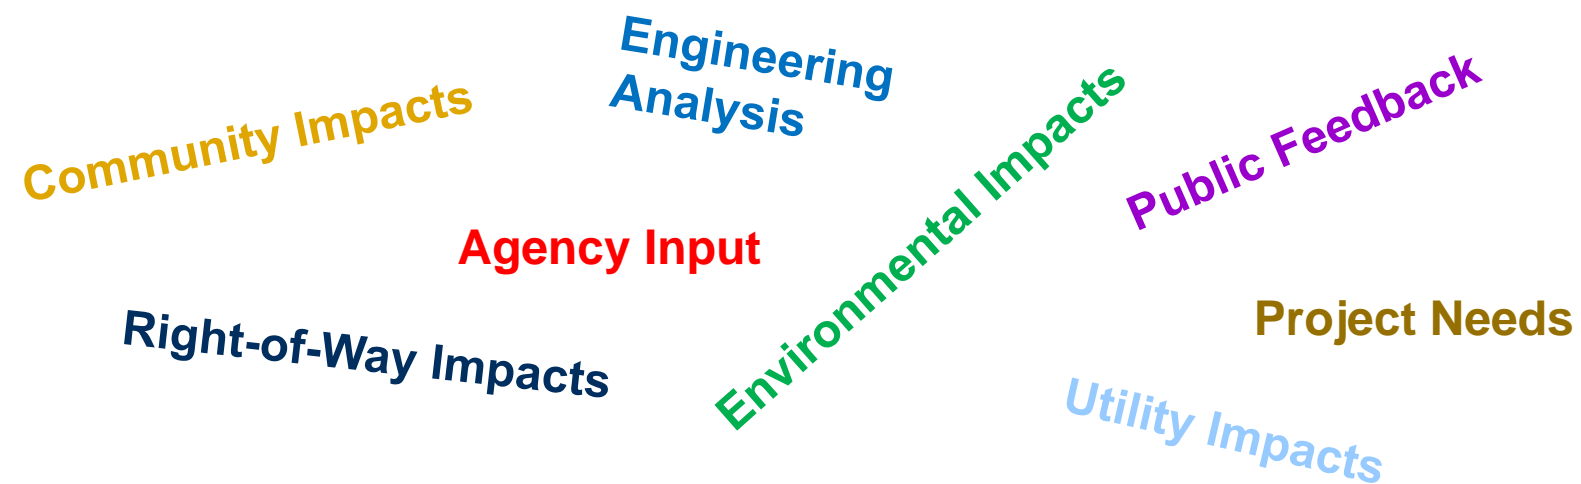 Engineering
Analysis
Community Impacts
Environmental Impacts
Public Feedback
Agency Input
Right-of-Way Impacts
Project Needs
Utility Impacts